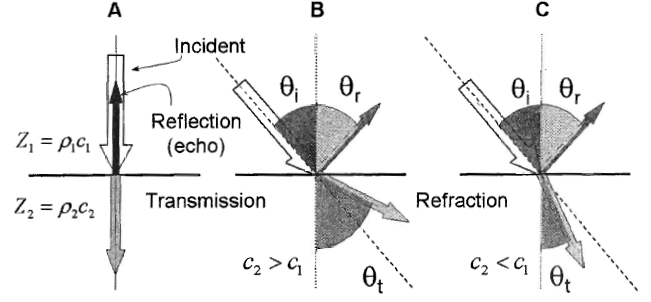 A
B
C
Incident
θi
θr
θi
θr
Reflection
(echo)
Z1 = ρ1c1
Z2 = ρ2c2
Transmission
Refraction
c2 > c1
θt
c2 < c1
θt